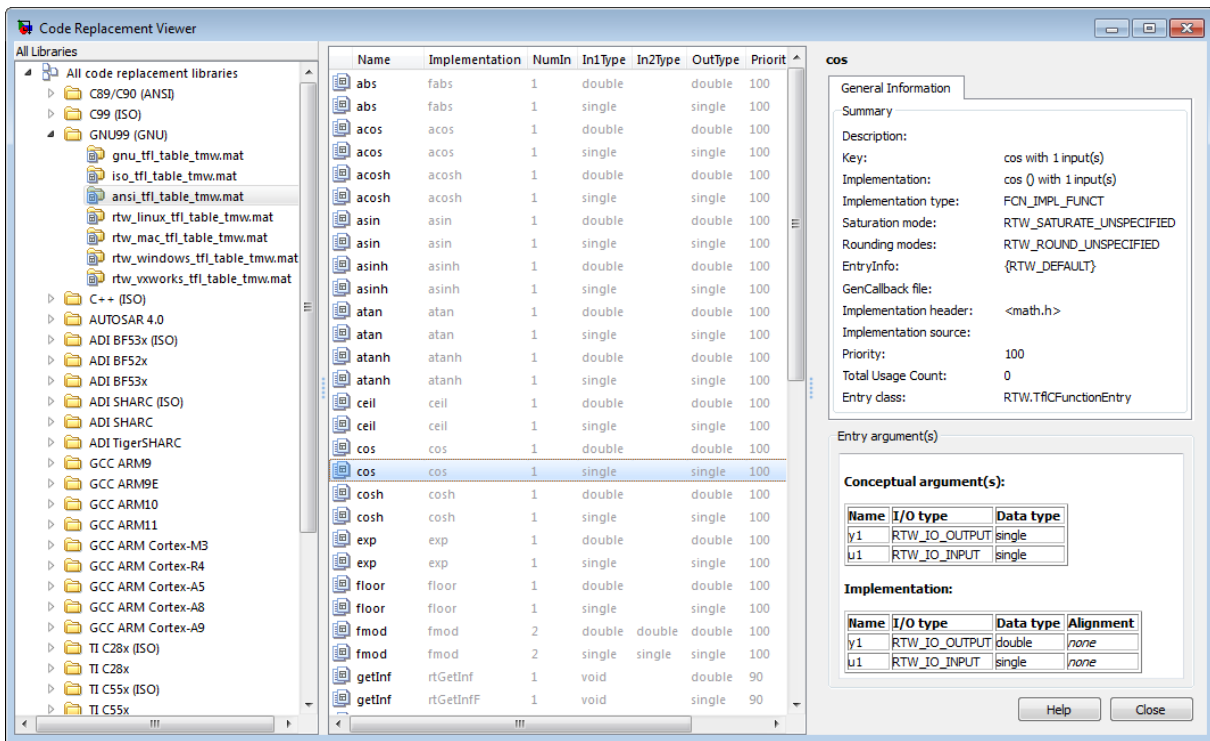 Code Replacement Viewer
All Libraries
All code replacement libraries
C89/C90 (ANSI)
C99 (ISO)
GNU99 (GNU)
gnu_tfl_table_tmw.mat
iso_tfl_table_tmw.mat
ansi_tfl_table_tmw.mat
rtw_linux_tfl_table_tmw.mat
rtw_mac_tfl_table_tmw.mat
rtw_windows_tfl_table_tmw.mat
rtw_vxworks_tfl_table_tmw.mat
C++ (ISO)
AUTOSAR 4.0
ADI BF53x (ISO)
ADI BF52x
ADI BF53x
ADI SHARC (ISO)
ADI SHARC
ADI TigerSHARC
GCC ARM9
GCC ARM9E
GCC ARM10
GCC ARM11
GCC ARM Cortex-M3
GCC ARM Cortex-R4
GCC ARM Cortex-A5
GCC ARM Cortex-A8
GCC ARM Cortex-A9
TI C28x (ISO)
TI C28x
TI C55x (ISO)
TI C55x
Name Implementation NumIn In1Type In2Type OutType Priorit
abs fabs 1 double double 100
abs fabs 1 single single 100
acos acos 1 double double 100
acos acos 1 single single 100
acosh acosh 1 double double 100
acosh acosh 1 single single 100
asin asin 1 double double 100
asin asin 1 single single 100
asinh asinh 1 double double 100
asinh asinh 1 single single 100
atan atan 1 double double 100
atan atan 1 single single 100
atanh atanh 1 double double 100
atanh atanh 1 single single 100
ceil ceil 1 double double 100
ceil ceil 1 single single 100
cos cos 1 double double 100
cos cos 1 single single 100
cosh cosh 1 double double 100
cosh cosh 1 single single 100
exp exp 1 double double 100
exp exp 1 single single 100
floor floor 1 double double 100
floor floor 1 single single 100
fmod fmod 2 double double double 100
fmod fmod 2 single single single 100
getInf rtGetInf 1 void double 90
getInf rtGetInfF 1 void single 90
cos
General Information
Summary
Description:
Key: cos with 1 input(s)
Implementation: cos () with 1 input(s)
Implementation type: FCN_IMPL_FUNCT
Saturation mode: RTW_SATURATE_UNSPECIFIED
Rounding modes: RTW_ROUND_UNSPECIFIED
EntryInfo: {RTW_DEFAULT}
GenCallback file:
Implementation header: <math.h>
Implementation source:
Priority: 100
Total Usage Count: 0
Entry class: RTW.TflCFunctionEntry
Entry argument(s)
Conceptual argument(s):
Name I/O type Data type
y1 RTW_IO_OUTPUT single
u1 RTW_IO_INPUT single
Implementation:
Name I/O type Data type Alignment
y1 RTW_IO_OUTPUT double none
u1 RTW_IO_INPUT single none
Help Close